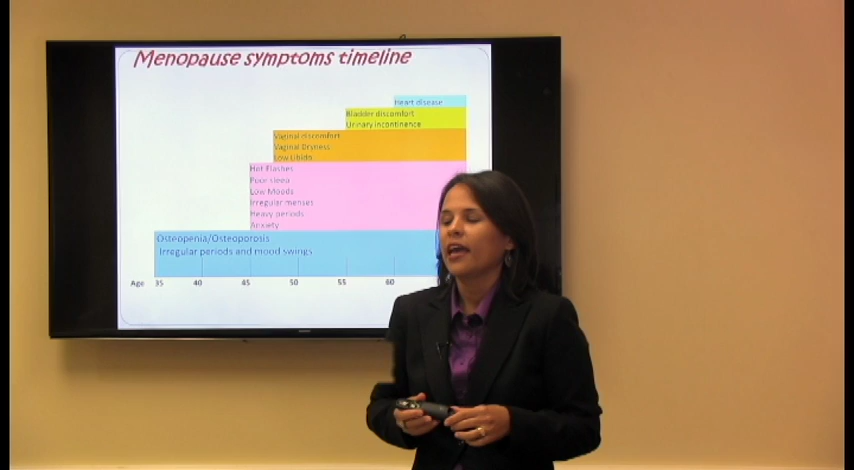 Menopause symptoms timeline
Heart disease
Bladder discomfort
Urinary incontinence
Vaginal discomfort
Vaginal Dryness
Low Libido
Hot Flashes
Poor sleep
Low Moods
Irregular menses
Heavy periods
Anxiety
Osteopenia/Osteoporosis
Irregular periods and mood swings
Age 35 40 45 50 55 60